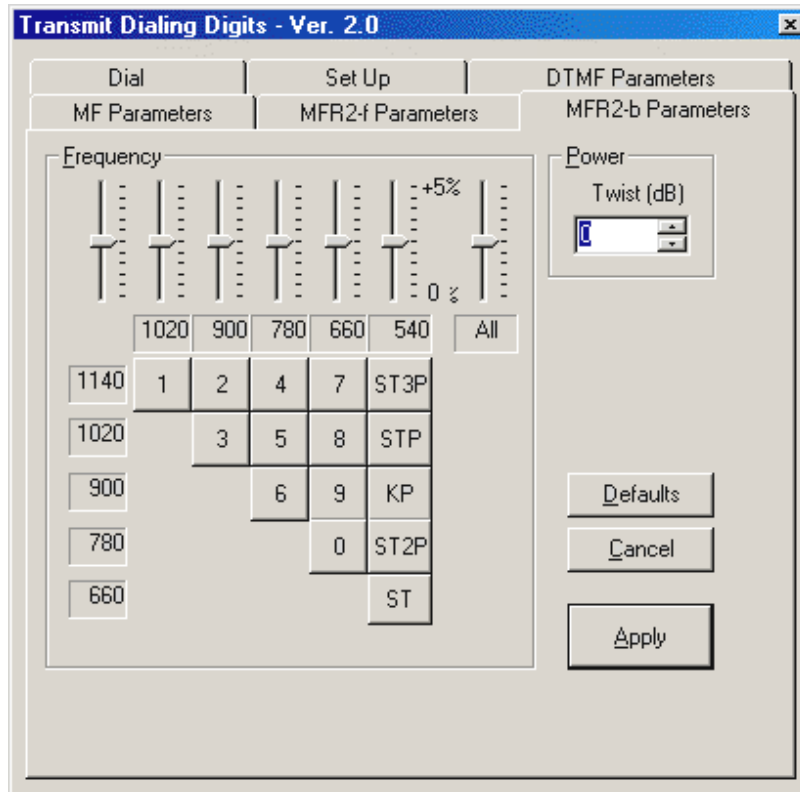 Transmit Dialing Digits - Ver. 2.0
Dial Set Up DTMF Parameters
MF Parameters MFR2-f Parameters MFR2-b Parameters
Frequency
+5%
0 %
1020 900 780 660 540 All
1140 1 2 4 7 ST3P
1020 3 5 8 STP
900 6 9 KP
780 0 ST2P
660 ST
Power
Twist (dB)
0
Defaults
Cancel
Apply